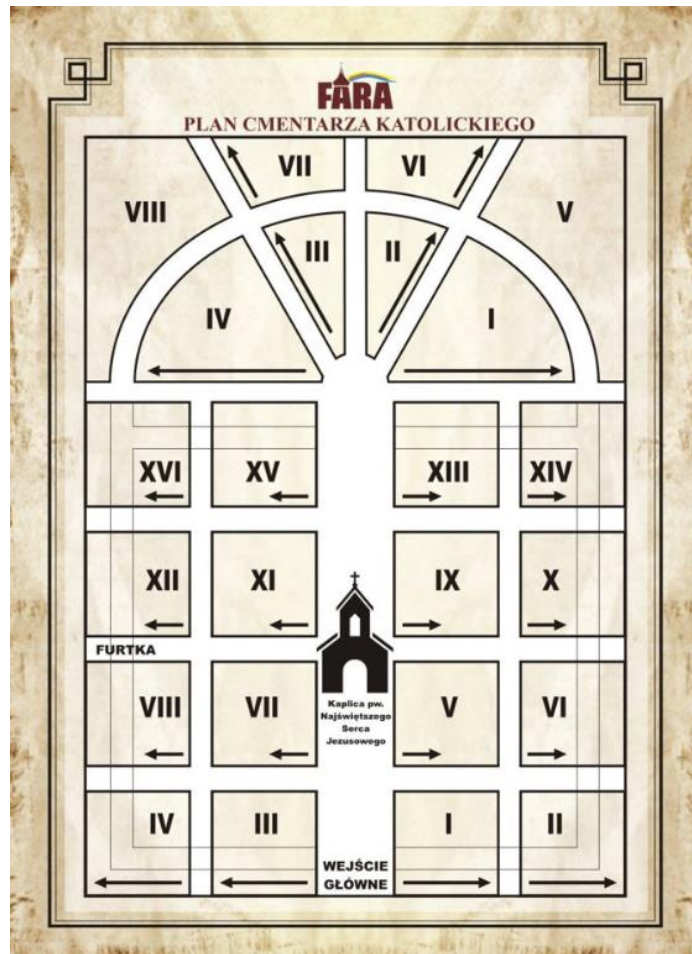 FARA
PLAN CMENTARZA KATOLICKIEGO
VII VI
VIII V
III II
IV I
XVI XV XIII XIV
XII XI IX X
FURTKA
Kaplica pw.
Najświętszego
Serca
Jezusowego
VIII VII V VI
IV III I II
WEJŚCIE
GŁÓWNE